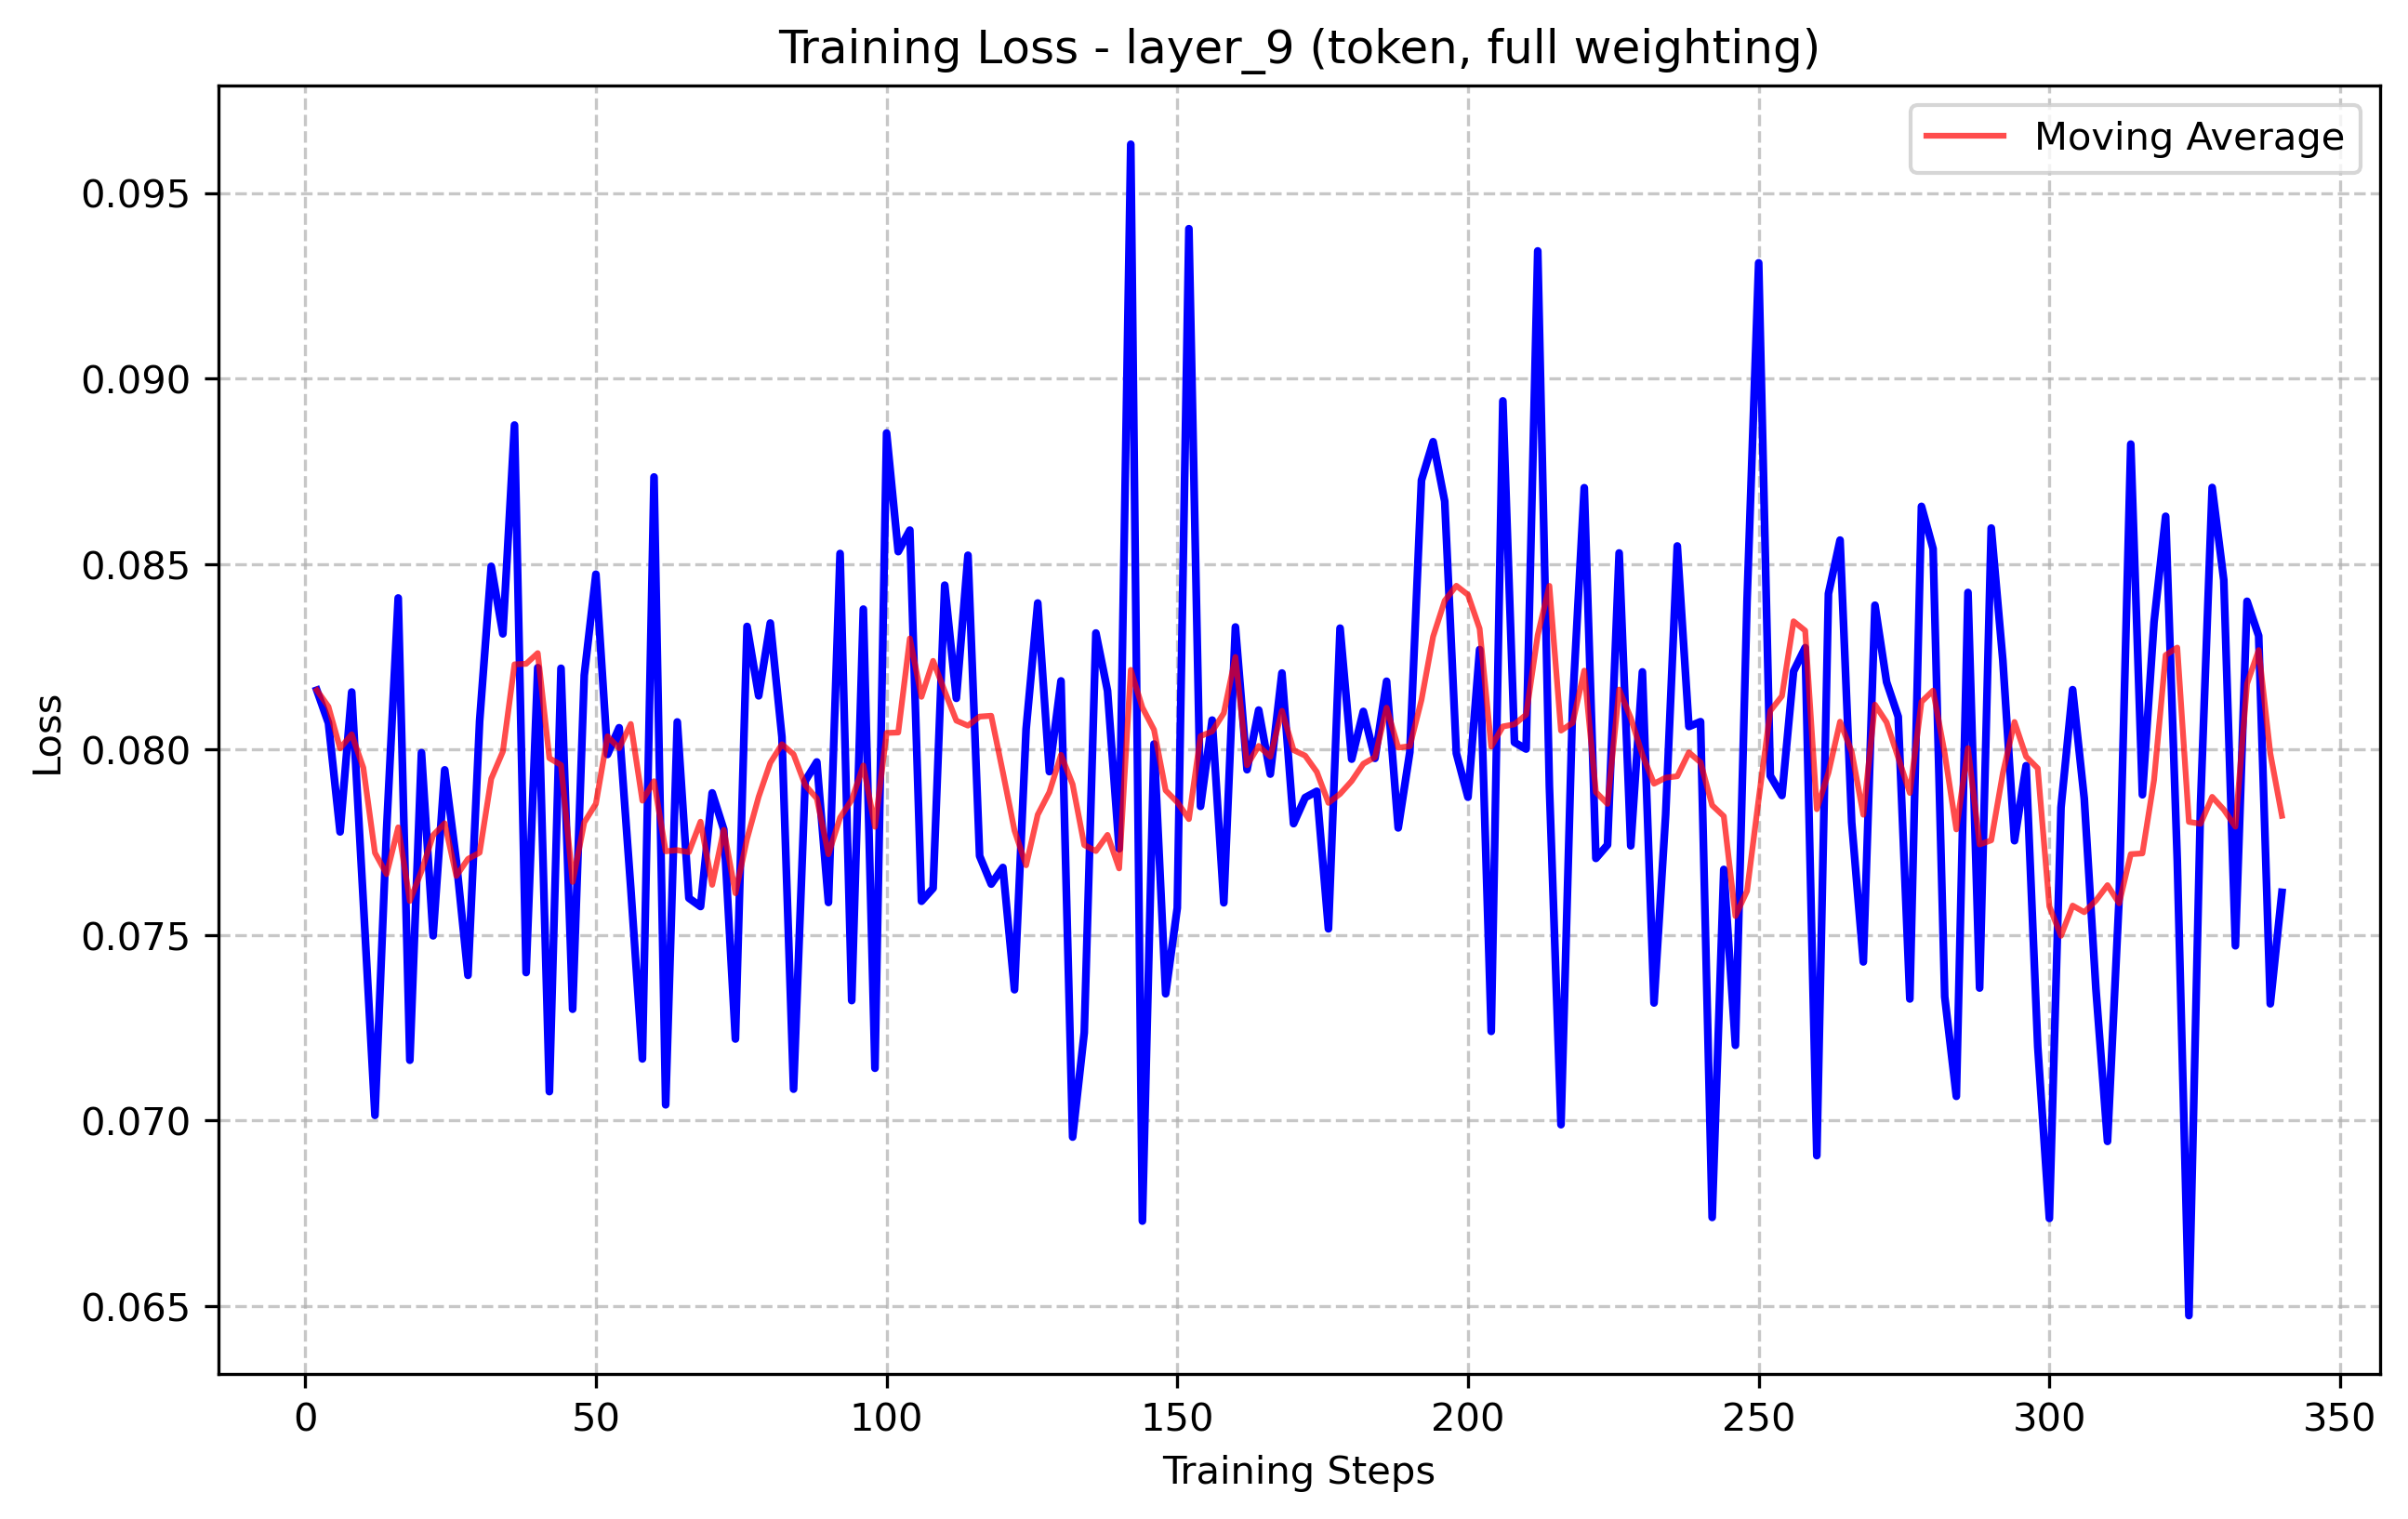 Training Loss - layer_9 (token, full weighting)
Moving Average
0.095
0.090
0.085
0.080
0.075
0.070
0.065
Loss
0 50 100 150 200 250 300 350
Training Steps